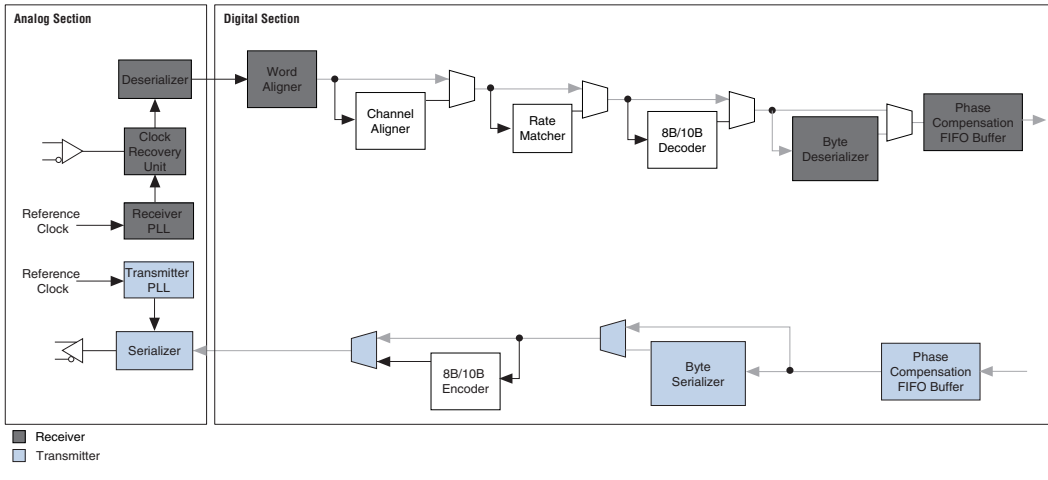 Analog Section
Digital Section
Deserializer
Word
Aligner
Channel
Aligner
Rate
Matcher
8B/10B
Decoder
Byte
Deserializer
Phase
Compensation
FIFO Buffer
Clock
Recovery
Unit
Reference
Clock
Receiver
PLL
Reference
Clock
Transmitter
PLL
Serializer
8B/10B
Encoder
Byte
Serializer
Phase
Compensation
FIFO Buffer
Receiver
Transmitter